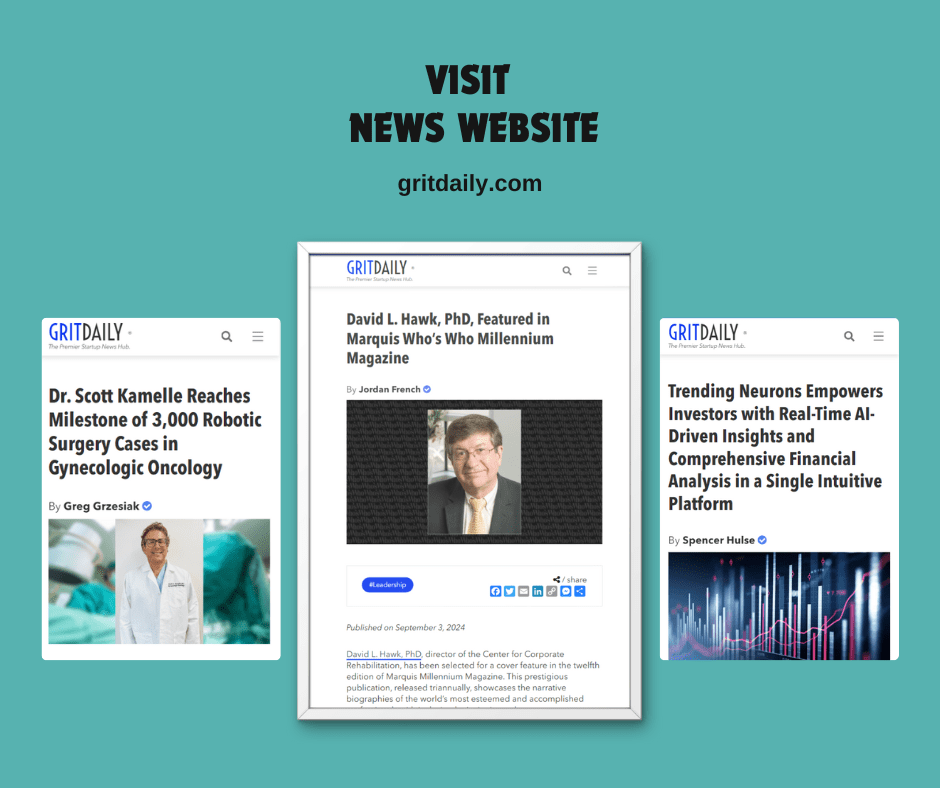 VISIT
NEWS WEBSITE
gritdaily.com
GRITDAILY
The Premier Startup News Hub.
Dr. Scott Kamelle Reaches
Milestone of 3,000 Robotic
Surgery Cases in
Gynecologic Oncology
By Greg Grzesiak
GRITDAILY
The Premier Startup News Hub.
David L. Hawk, PhD, Featured in
Marquis Who's Who Millennium
Magazine
By Jordan French
#Leadership
/ share
Published on September 3, 2024
David L. Hawk, PhD, director of the Center for Corporate
Rehabilitation, has been selected for a cover feature in the twelfth
edition of Marquis Millennium Magazine. This prestigious
publication, released triannually, showcases the narrative
biographies of the world's most esteemed and accomplished
GRITDAILY
The Premier Startup News Hub.
Trending Neurons Empowers
Investors with Real-Time AI-
Driven Insights and
Comprehensive Financial
Analysis in a Single Intuitive
Platform
By Spencer Hulse